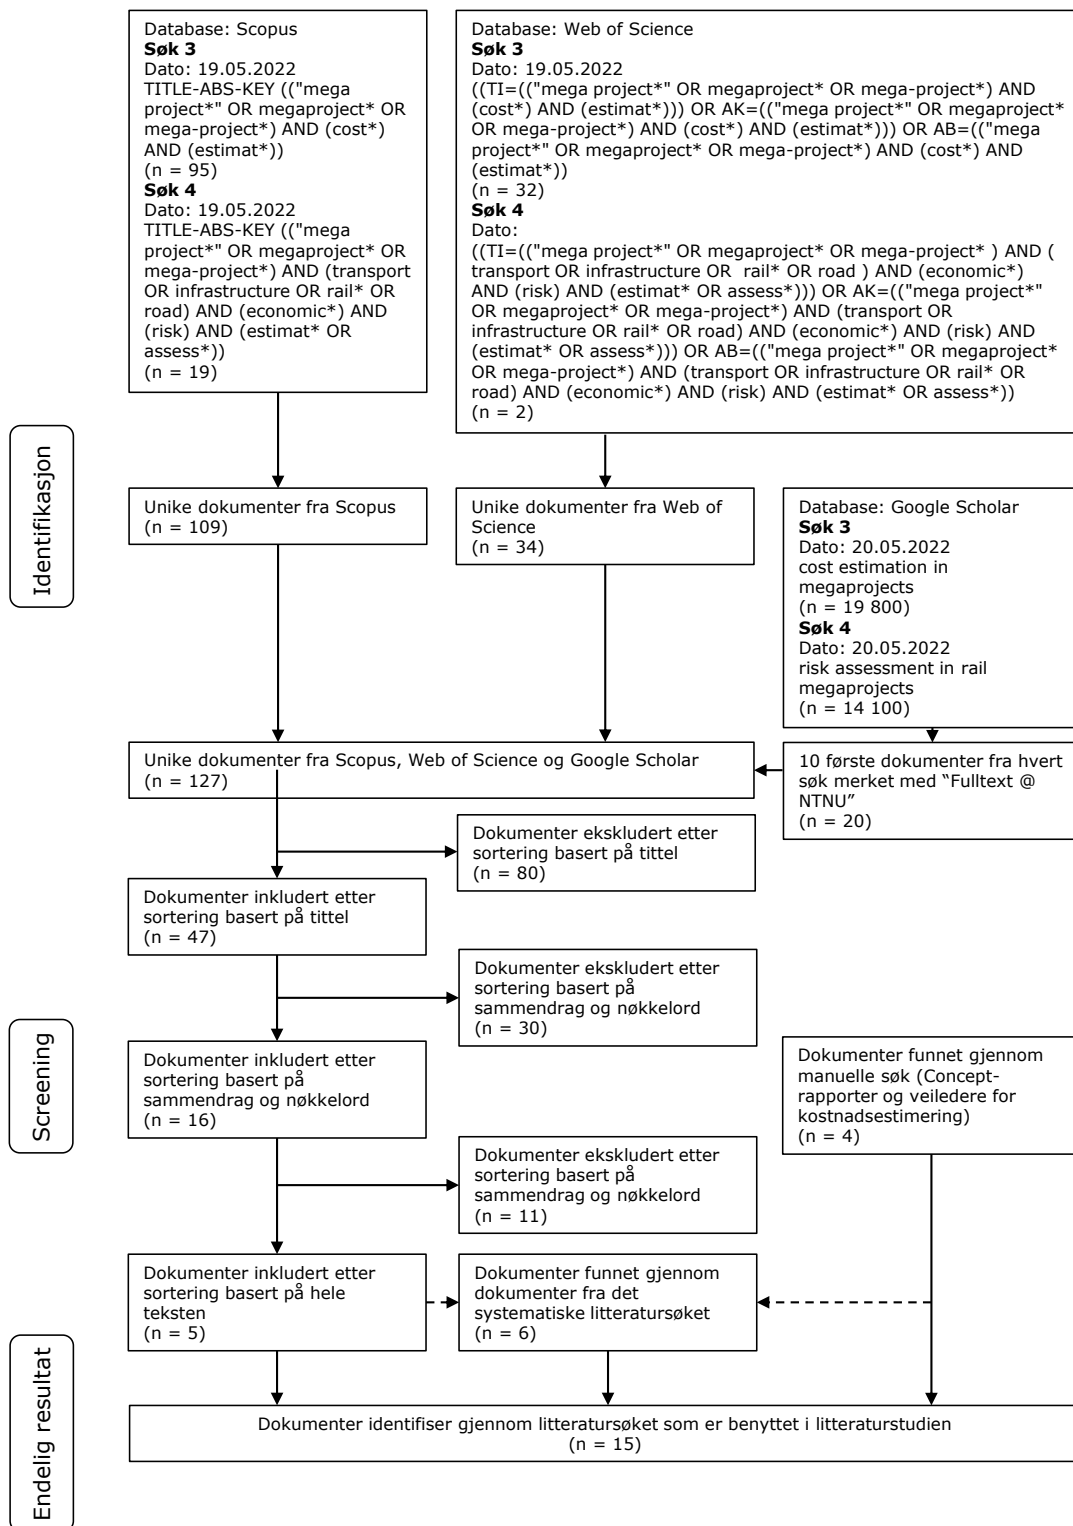 Database: Scopus
Søk 3
Dato: 19.05.2022
TITLE-ABS-KEY (("mega
project*" OR megaproject* OR
mega-project*) AND (cost*)
AND (estimat*))
(n = 95)
Søk 4
Dato: 19.05.2022
TITLE-ABS-KEY (("mega
project*" OR megaproject* OR
mega-project*) AND (transport
OR infrastructure OR rail* OR
road) AND (economic*) AND
(risk) AND (estimat* OR
assess*))
(n = 19)
Database: Web of Science
Søk 3
Dato: 19.05.2022
((TI=(("mega project*" OR megaproject* OR mega-project*) AND
(cost*) AND (estimat*))) OR AK=(("mega project*" OR megaproject*
OR mega-project*) AND (cost*) AND (estimat*))) OR AB=(("mega
project*" OR megaproject* OR mega-project*) AND (cost*) AND
(estimat*))
(n = 32)
Søk 4
Dato:
((TI=(("mega project*" OR megaproject* OR mega-project* ) AND (
transport OR infrastructure OR rail* OR road ) AND (economic*)
AND (risk) AND (estimat* OR assess*))) OR AK=(("mega project*"
OR megaproject* OR mega-project*) AND (transport OR
infrastructure OR rail* OR road) AND (economic*) AND (risk) AND
(estimat* OR assess*))) OR AB=(("mega project*" OR megaproject*
OR mega-project*) AND (transport OR infrastructure OR rail* OR
road) AND (economic*) AND (risk) AND (estimat* OR assess*))
(n = 2)
Identifikasjon
Unike dokumenter fra Scopus
(n = 109)
Unike dokumenter fra Web of
Science
(n = 34)
Database: Google Scholar
Søk 3
Dato: 20.05.2022
cost estimation in
megaprojects
(n = 19 800)
Søk 4
Dato: 20.05.2022
risk assessment in rail
megaprojects
(n = 14 100)
Unike dokumenter fra Scopus, Web of Science og Google Scholar
(n = 127)
10 første dokumenter fra hvert
søk merket med “Fulltext @
NTNU”
(n = 20)
Dokumenter ekskludert etter
sortering basert på tittel
(n = 80)
Dokumenter inkludert etter
sortering basert på tittel
(n = 47)
Dokumenter ekskludert etter
sortering basert på
sammendrag og nøkkelord
(n = 30)
Screening
Dokumenter inkludert etter
sortering basert på
sammendrag og nøkkelord
(n = 16)
Dokumenter funnet gjennom
manuelle søk (Concept-
rapporter og veiledere for
kostnadsestimering)
(n = 4)
Dokumenter ekskludert etter
sortering basert på
sammendrag og nøkkelord
(n = 11)
Dokumenter inkludert etter
sortering basert på hele
teksten
(n = 5)
Dokumenter funnet gjennom
dokumenter fra det
systematiske litteratursøket
(n = 6)
Endelig resultat
Dokumenter identifiser gjennom litteratursøket som er benyttet i litteraturstudien
(n = 15)